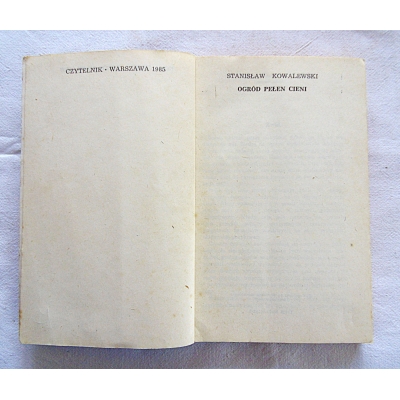 CZYTELNIK • WARSZAWA 1985
STANISŁAW KOWALEWSKI
OGRÓD PEŁEN CIENI